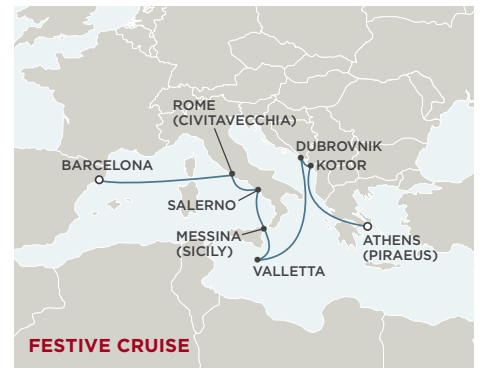 ROME
(CIVITAVECCHIA)
DUBROVNIK
BARCELONA
KOTOR
SALERNO
MESSINA
(SICILY)
ATHENS
(PIRAEUS)
VALLETTA
FESTIVE CRUISE